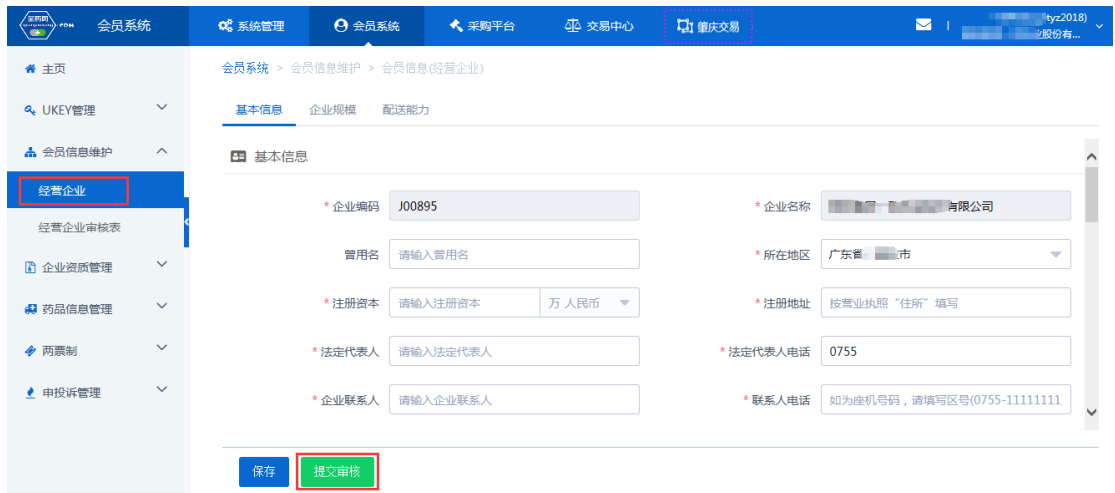 会员系统 系统管理 会员系统 采购平台 交易中心 肇庆交易 tyz2018)
业股份有...
主页
会员系统 > 会员信息维护 > 会员信息(经营企业)
UKEY管理
基本信息 企业规模 配送能力
会员信息维护
基本信息
经营企业
* 企业编码 J00895 * 企业名称 有限公司
经营企业审核表
曾用名 请输入曾用名 * 所在地区 广东省 市
企业资质管理
* 注册资本 请输入注册资本 万 人民币 * 注册地址 按营业执照“住所”填写
药品信息管理
两票制
* 法定代表人 请输入法定代表人 * 法定代表人电话 0755
申投诉管理
* 企业联系人 请输入企业联系人 * 联系人电话 如为座机号码，请填写区号(0755-11111111
保存 提交审核